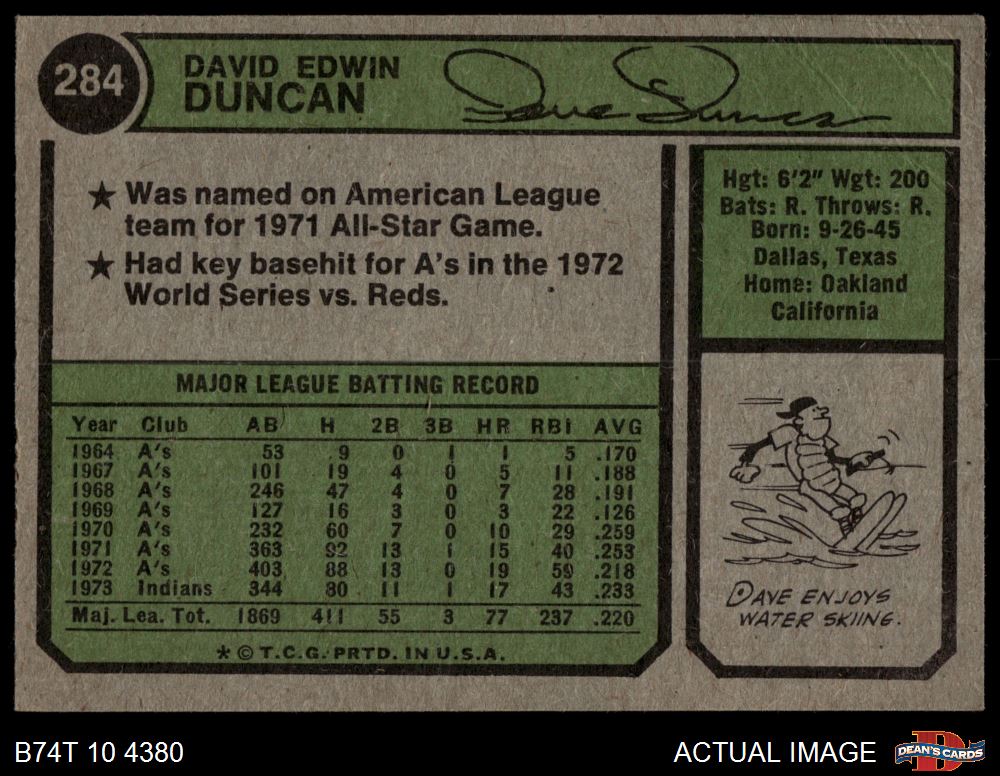 284
DAVID EDWIN
DUNCAN
Dave Duncan
★ Was named on American League
team for 1971 All-Star Game.
★ Had key basehit for A's in the 1972
World Series vs. Reds.
Hgt: 6'2" Wgt: 200
Bats: R. Throws: R.
Born: 9-26-45
Dallas, Texas
Home: Oakland
California
MAJOR LEAGUE BATTING RECORD
Year Club AB H 2B 3B HR RBI AVG
1964 A's 53 9 0 1 1 5 .170
1967 A's 101 19 4 0 5 11 .188
1968 A's 246 47 4 0 7 28 .191
1969 A's 127 16 3 0 3 22 .126
1970 A's 232 60 7 0 10 29 .259
1971 A's 363 92 13 1 15 40 .253
1972 A's 403 88 13 0 19 59 .218
1973 Indians 344 80 11 1 17 43 .233
Maj. Lea. Tot. 1869 411 55 3 77 237 .220
* © T.C.G. PRTD. IN U.S.A.
DAVE ENJOYS
WATER SKIING.
B74T 10 4380
ACTUAL IMAGE
DEAN'S CARDS